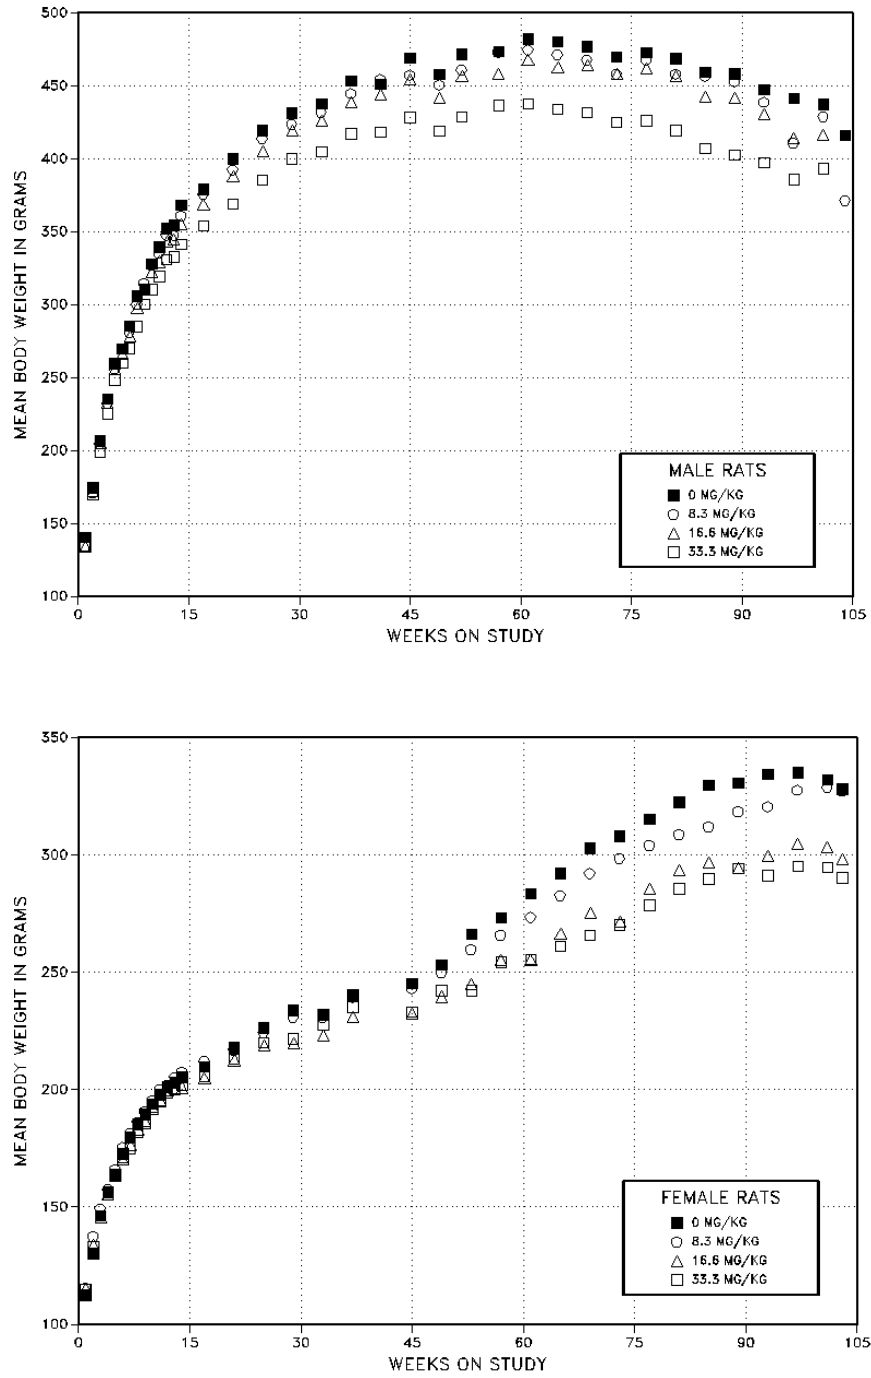 500
450
400
350
300
250
200
150
100
MEAN BODY WEIGHT IN GRAMS
MALE RATS
0 MG/KG
8.3 MG/KG
16.6 MG/KG
33.3 MG/KG
0 15 30 45 60 75 90 105
WEEKS ON STUDY
350
300
250
200
150
100
MEAN BODY WEIGHT IN GRAMS
FEMALE RATS
0 MG/KG
8.3 MG/KG
16.6 MG/KG
33.3 MG/KG
0 15 30 45 60 75 90 105
WEEKS ON STUDY